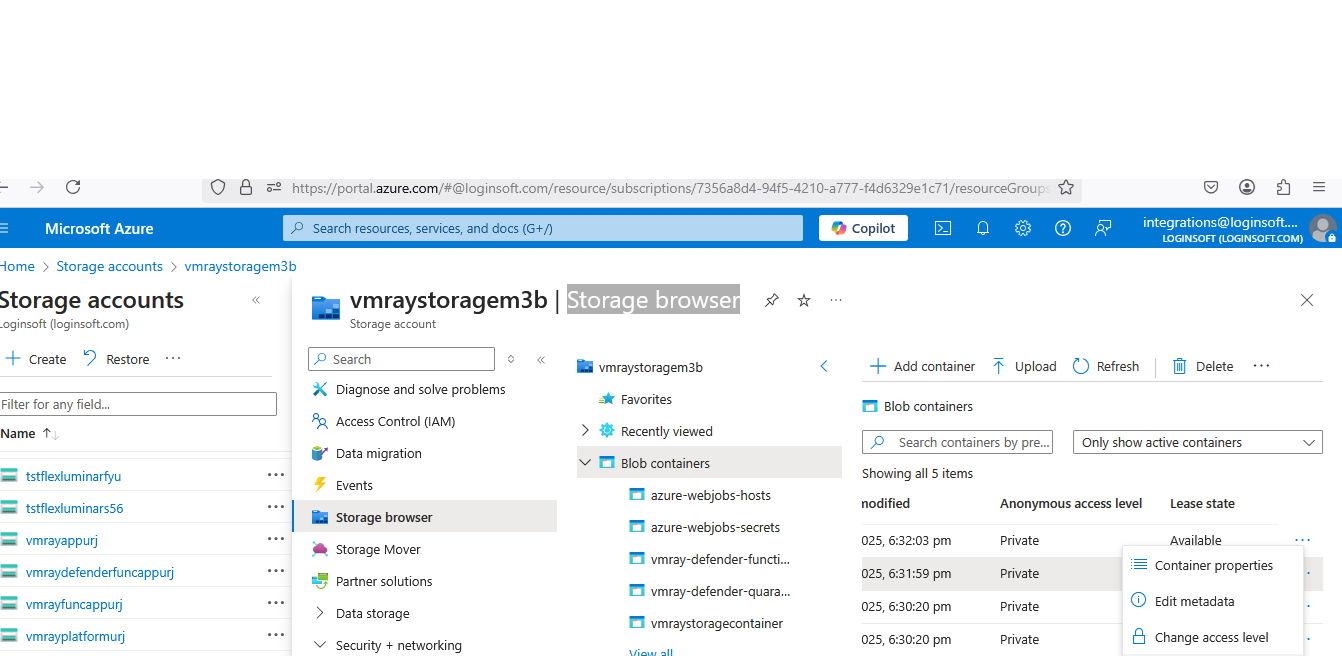 https://portal.azure.com/#@loginsoft.com/resource/subscriptions/7356a8d4-94f5-4210-a777-f4d6329e1c71/resourceGroups
Microsoft Azure
Search resources, services, and docs (G+/)
Copilot
integrations@loginsoft....
LOGINSOFT (LOGINSOFT.COM)
Home > Storage accounts > vmraystoragem3b
Storage accounts
Loginsoft (loginsoft.com)
Create
Restore
Filter for any field...
Name
tstflexluminarfyu
tstflexluminars56
vmrayappurj
vmraydefenderfuncappurj
vmrayfuncappurj
vmrayplatformurj
vmraystoragem3b | Storage browser
Storage account
Search
Diagnose and solve problems
Access Control (IAM)
Data migration
Events
Storage browser
Storage Mover
Partner solutions
Data storage
Security + networking
vmraystoragem3b
Favorites
Recently viewed
Blob containers
azure-webjobs-hosts
azure-webjobs-secrets
vmray-defender-functi...
vmray-defender-quara...
vmraystoragecontainer
View all
Add container
Upload
Refresh
Delete
Blob containers
Search containers by pre...
Only show active containers
Showing all 5 items
modified Anonymous access level Lease state
025, 6:32:03 pm Private Available
025, 6:31:59 pm Private
025, 6:30:20 pm Private
025, 6:30:20 pm Private
Container properties
Edit metadata
Change access level